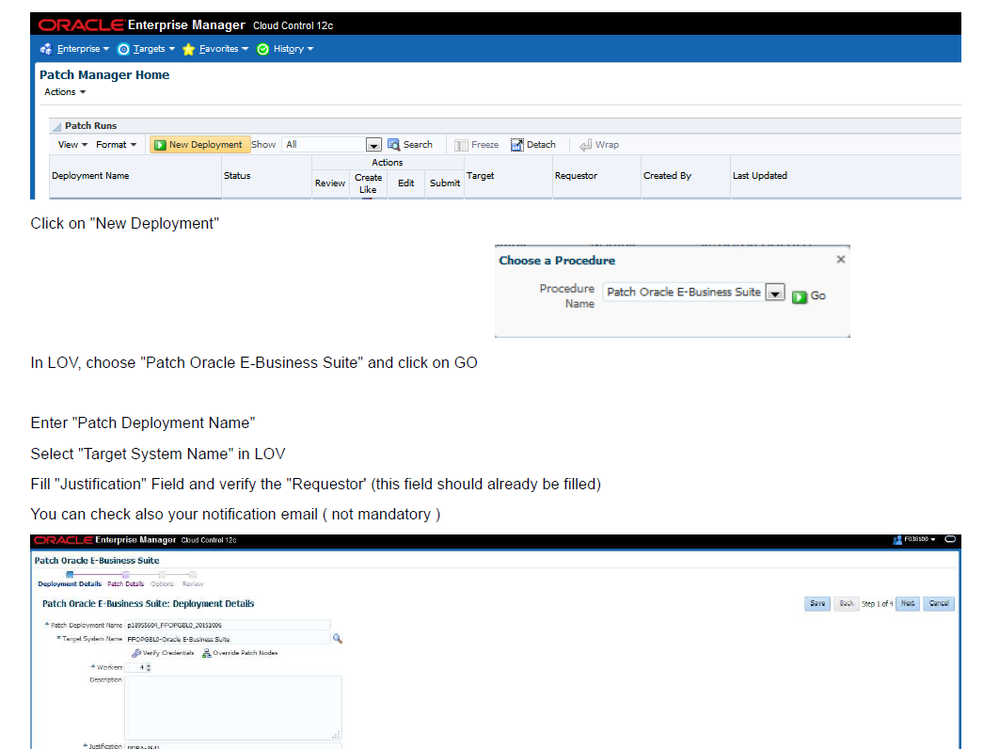 ORACLE Enterprise Manager Cloud Control 12c
Enterprise Targets Favorites History
Patch Manager Home
Actions
Patch Runs
View Format New Deployment Show All Search Freeze Detach Wrap
Actions
Deployment Name Status Review Create Like Edit Submit Target Requestor Created By Last Updated
Click on "New Deployment"
Choose a Procedure
Procedure Name Patch Oracle E-Business Suite Go
In LOV, choose "Patch Oracle E-Business Suite" and click on GO
Enter "Patch Deployment Name"
Select "Target System Name" in LOV
Fill "Justification" Field and verify the "Requestor' (this field should already be filled)
You can check also your notification email ( not mandatory )
ORACLE Enterprise Manager Cloud Control 12c
Patch Oracle E-Business Suite
Deployment Details Patch Details Options Review
Patch Oracle E-Business Suite: Deployment Details
Save Back Step 1 of 4 Next Cancel
* Patch Deployment Name p18955604_FFOPGBL0_20151006
* Target System Name FFOPGBL0-Oracle E-Business Suite
Verify Credentials Override Patch Nodes
* Workers 4
Description
* Justification